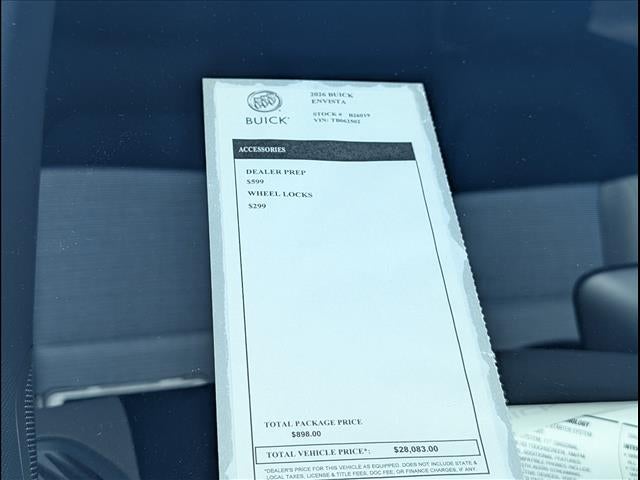 2026 BUICK
ENVISTA
BUICK
STOCK # B26019
VIN: TB062502
ACCESSORIES
DEALER PREP
$599
WHEEL LOCKS
$299
TOTAL PACKAGE PRICE
$898.00
TOTAL VEHICLE PRICE*: $28,083.00
*DEALER'S PRICE FOR THIS VEHICLE AS EQUIPPED. DOES NOT INCLUDE STATE &
LOCAL TAXES, LICENSE & TITLE FEES, DOC FEE, OR FINANCE CHARGES, IF ANY.